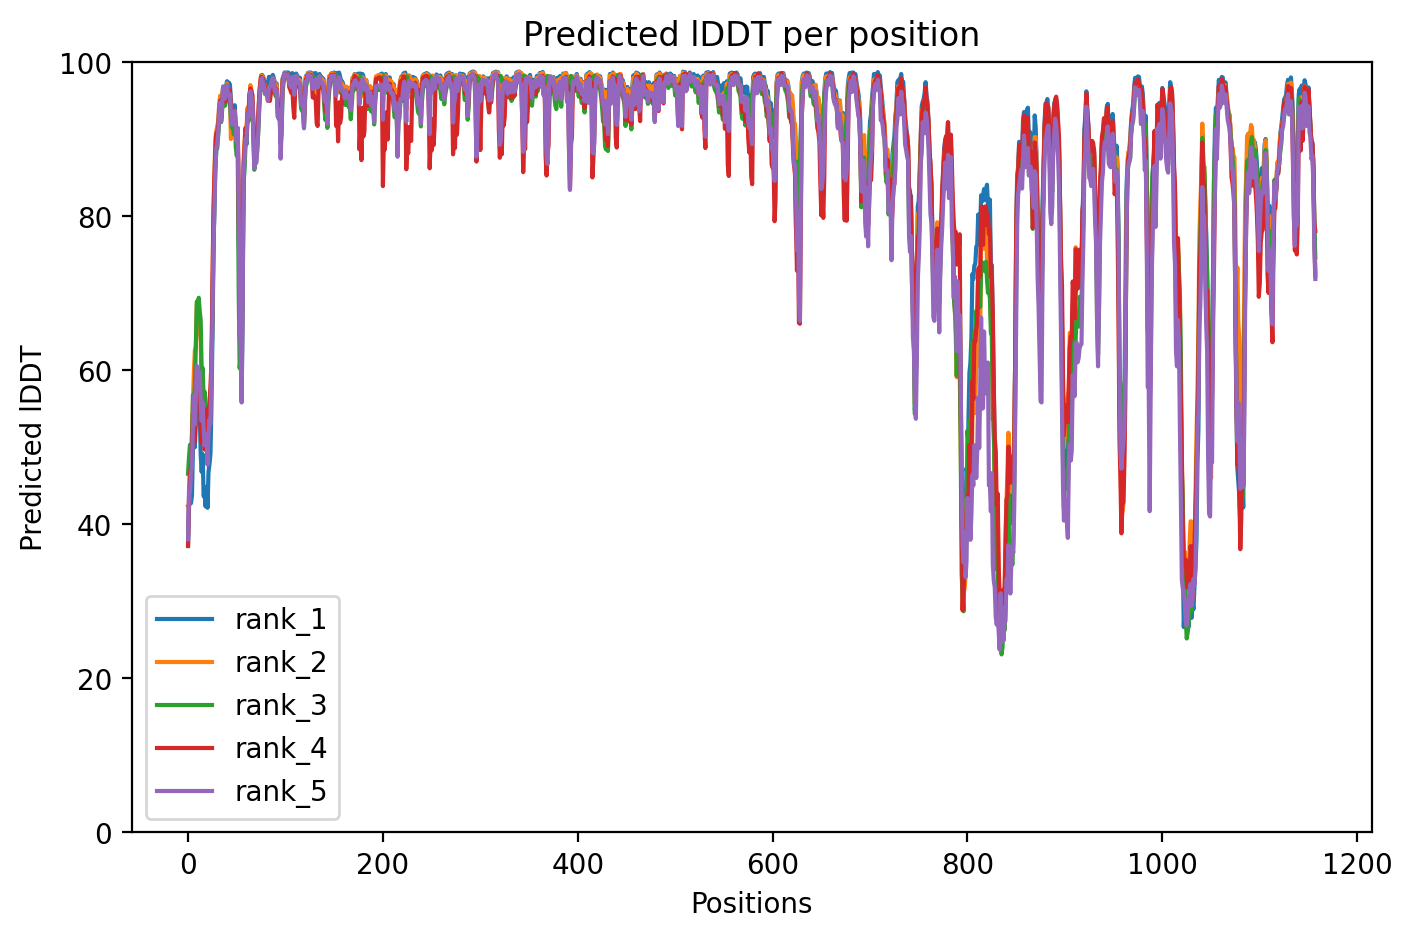 Predicted lDDT per position
100
80
60
40
20
0
Predicted lDDT
rank_1
rank_2
rank_3
rank_4
rank_5
0 200 400 600 800 1000 1200
Positions